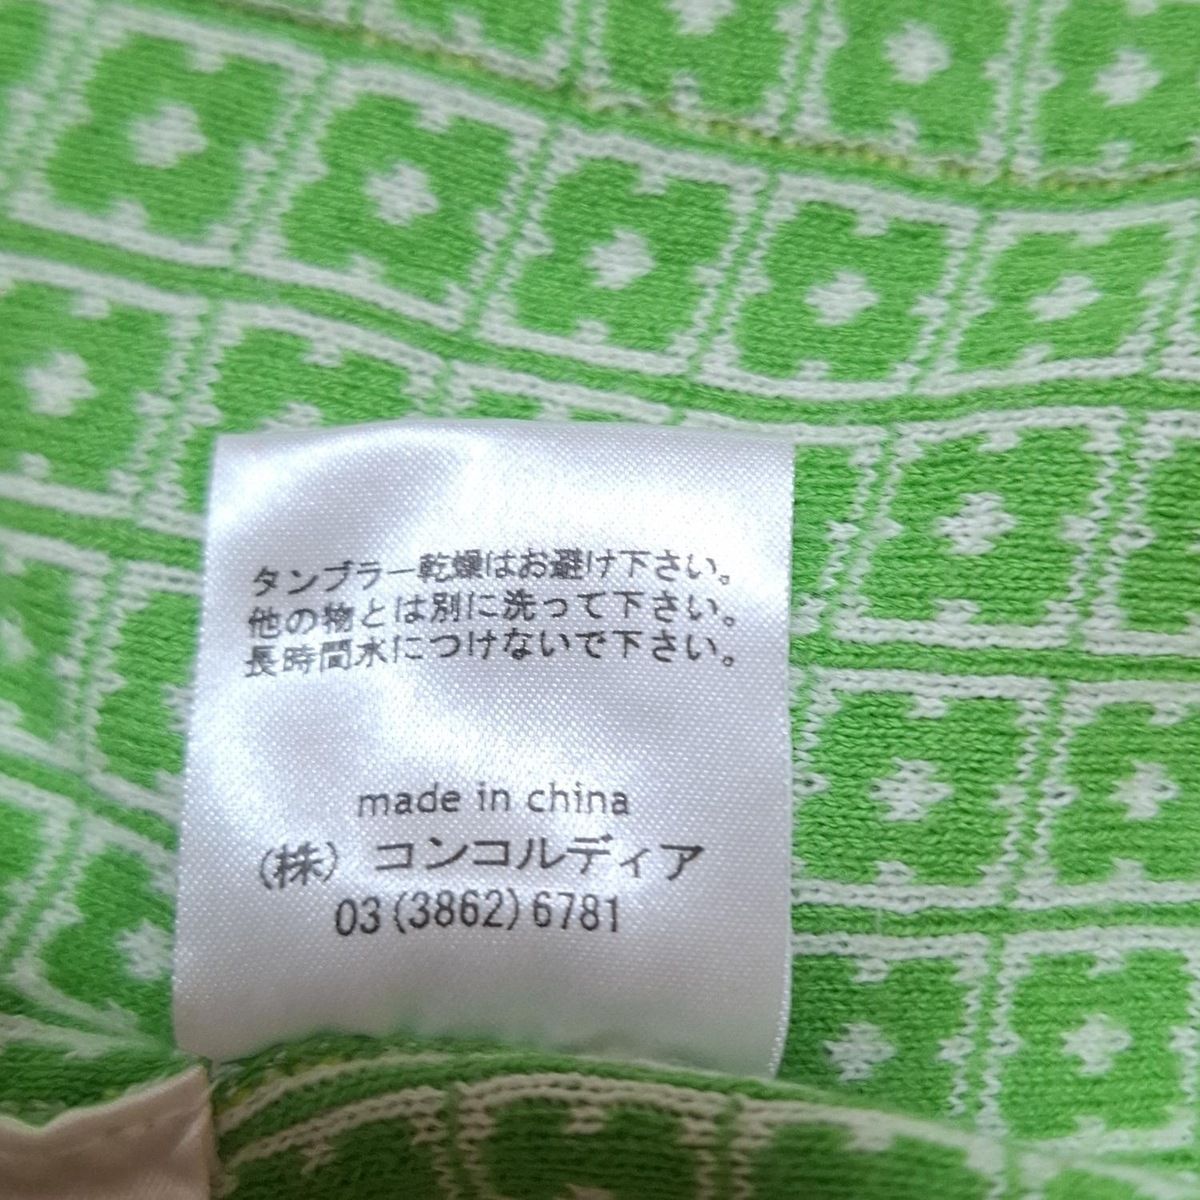 タンブラー乾燥はお避け下さい。
他の物とは別に洗って下さい。
長時間水につけないで下さい。
made in china
(株) コンコルディア
03(3862)6781